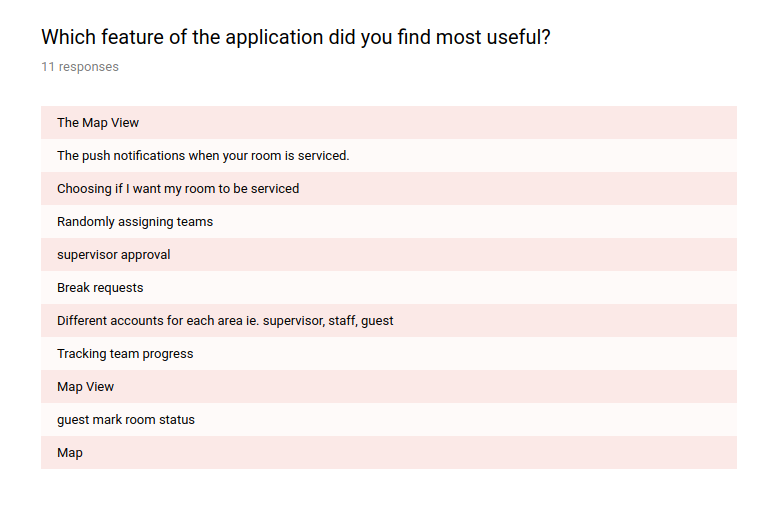 Which feature of the application did you find most useful?
11 responses
The Map View
The push notifications when your room is serviced.
Choosing if I want my room to be serviced
Randomly assigning teams
supervisor approval
Break requests
Different accounts for each area ie. supervisor, staff, guest
Tracking team progress
Map View
guest mark room status
Map